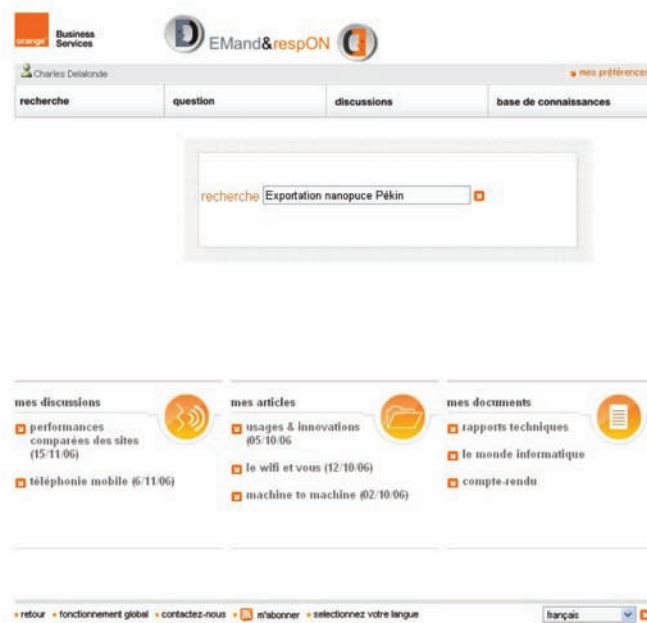 orange™
Business
Services
DEMand&respON
Charles Delalonde
mes préférences
recherche
question
discussions
base de connaissances
recherche
Exportation nanopuce Pékin
mes discussions
performances
comparées des sites
(15/11/06)
téléphonie mobile (6/11/06)
mes articles
usages & innovations
(05/10/06
le wifi et vous (12/10/06)
machine to machine (02/10/06)
mes documents
rapports techniques
le monde informatique
compte-rendu
retour
fonctionnement global
contactez-nous
m'abonner
selectionnez votre langue
français